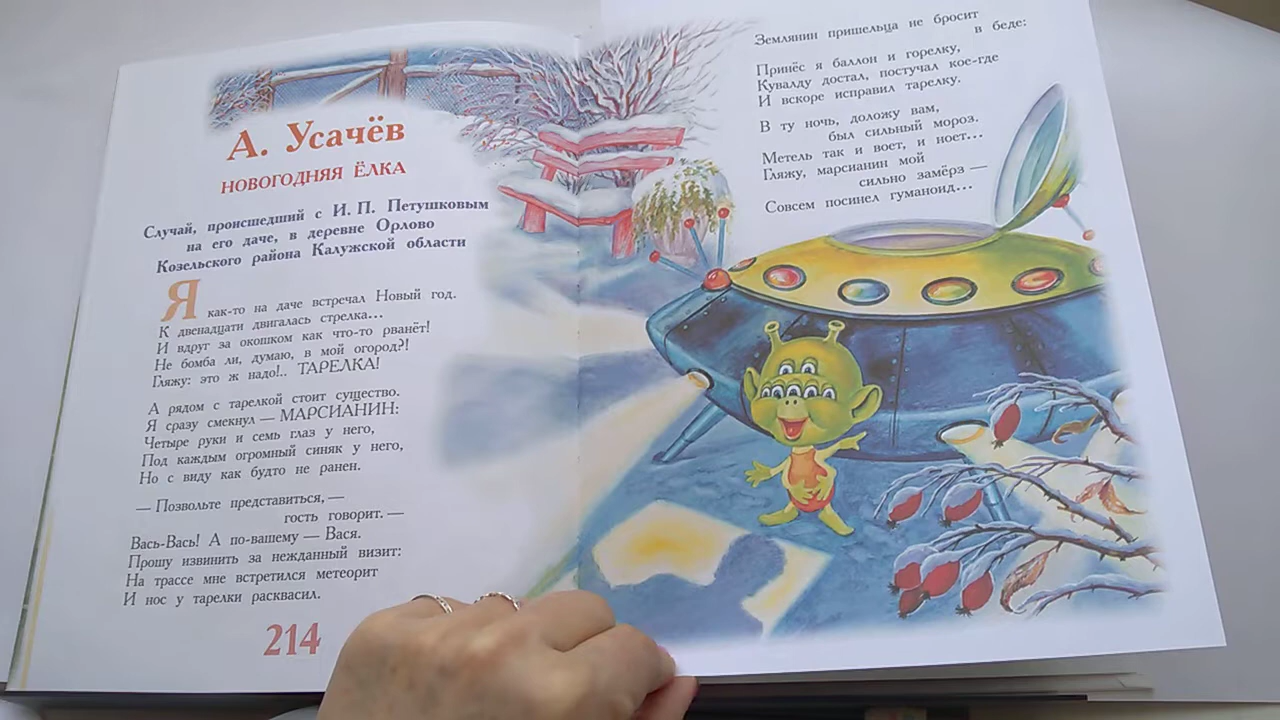 А. Усачёв
НОВОГОДНЯЯ ЁЛКА
Случай, происшедший с И. П. Петушковым
на его даче, в деревне Орлово
Козельского района Калужской области
Я как-то на даче встречал Новый год.
К двенадцати двигалась стрелка...
И вдруг за окошком как что-то рванёт!
Не бомба ли, думаю, в мой огород?!
Гляжу: это ж надо!.. ТАРЕЛКА!
А рядом с тарелкой стоит существо.
Я сразу смекнул — МАРСИАНИН:
Четыре руки и семь глаз у него,
Под каждым огромный синяк у него,
Но с виду как будто не ранен.
— Позвольте представиться, —
гость говорит. —
Вась-Вась! А по-вашему — Вася.
Прошу извинить за нежданный визит:
На трассе мне встретился метеорит
И нос у тарелки расквасил.
214
Землянин пришельца не бросит
в беде:
Принёс я баллон и горелку,
Кувалду достал, постучал кое-где
И вскоре исправил тарелку.
В ту ночь, доложу вам,
был сильный мороз.
Метель так и воет, и ноет...
Гляжу, марсианин мой
сильно замёрз —
Совсем посинел гуманоид...